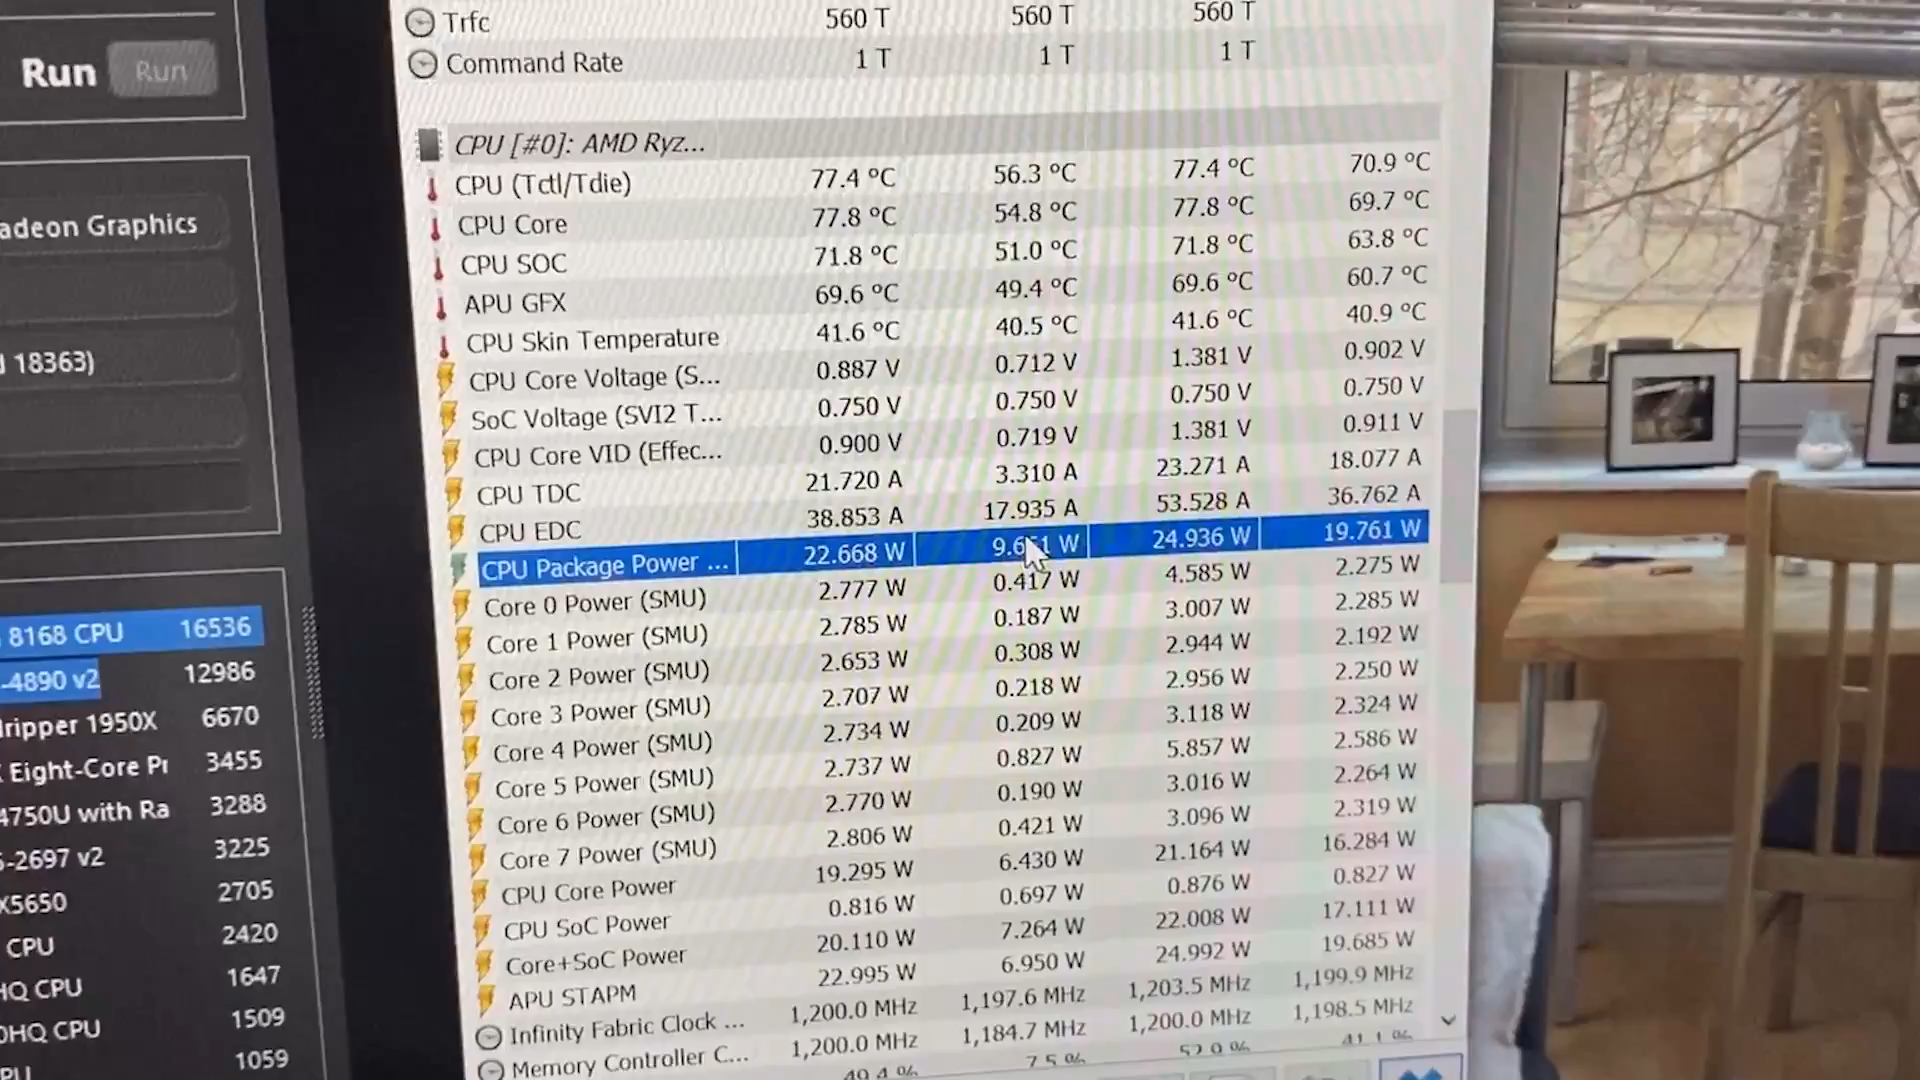 Run Run
adeon Graphics
18363)
8168 CPU 16536
-4890 v2 12986
dripper 1950X 6670
Eight-Core Pr 3455
4750U with Ra 3288
-2697 v2 3225
X5650 2705
CPU 2420
HQ CPU 1647
0HQ CPU 1509
1059
Trfc 560 T 560 T 560 T
Command Rate 1 T 1 T 1 T
CPU [#0]: AMD Ryz...
CPU (Tctl/Tdie) 77.4 °C 56.3 °C 77.4 °C 70.9 °C
CPU Core 77.8 °C 54.8 °C 77.8 °C 69.7 °C
CPU SOC 71.8 °C 51.0 °C 71.8 °C 63.8 °C
APU GFX 69.6 °C 49.4 °C 69.6 °C 60.7 °C
CPU Skin Temperature 41.6 °C 40.5 °C 41.6 °C 40.9 °C
CPU Core Voltage (S... 0.887 V 0.712 V 1.381 V 0.902 V
SoC Voltage (SVI2 T... 0.750 V 0.750 V 0.750 V 0.750 V
CPU Core VID (Effec... 0.900 V 0.719 V 1.381 V 0.911 V
CPU TDC 21.720 A 3.310 A 23.271 A 18.077 A
CPU EDC 38.853 A 17.935 A 53.528 A 36.762 A
CPU Package Power ... 22.668 W W 24.936 W 19.761 W
Core 0 Power (SMU) 2.777 W 0.417 W 4.585 W 2.275 W
Core 1 Power (SMU) 2.785 W 0.187 W 3.007 W 2.285 W
Core 2 Power (SMU) 2.653 W 0.308 W 2.944 W 2.192 W
Core 3 Power (SMU) 2.707 W 0.218 W 2.956 W 2.250 W
Core 4 Power (SMU) 2.734 W 0.209 W 3.118 W 2.324 W
Core 5 Power (SMU) 2.737 W 0.827 W 5.857 W 2.586 W
Core 6 Power (SMU) 2.770 W 0.190 W 3.016 W 2.264 W
Core 7 Power (SMU) 2.806 W 0.421 W 3.096 W 2.319 W
CPU Core Power 19.295 W 6.430 W 21.164 W 16.284 W
CPU SoC Power 0.816 W 0.697 W 0.876 W 0.827 W
Core+SoC Power 20.110 W 7.264 W 22.008 W 17.111 W
APU STAPM 22.995 W 6.950 W 24.992 W 19.685 W
Infinity Fabric Clock ... 1,200.0 MHz 1,197.6 MHz 1,203.5 MHz 1,199.9 MHz
Memory Controller C... 1,200.0 MHz 1,184.7 MHz 1,200.0 MHz 1,198.5 MHz